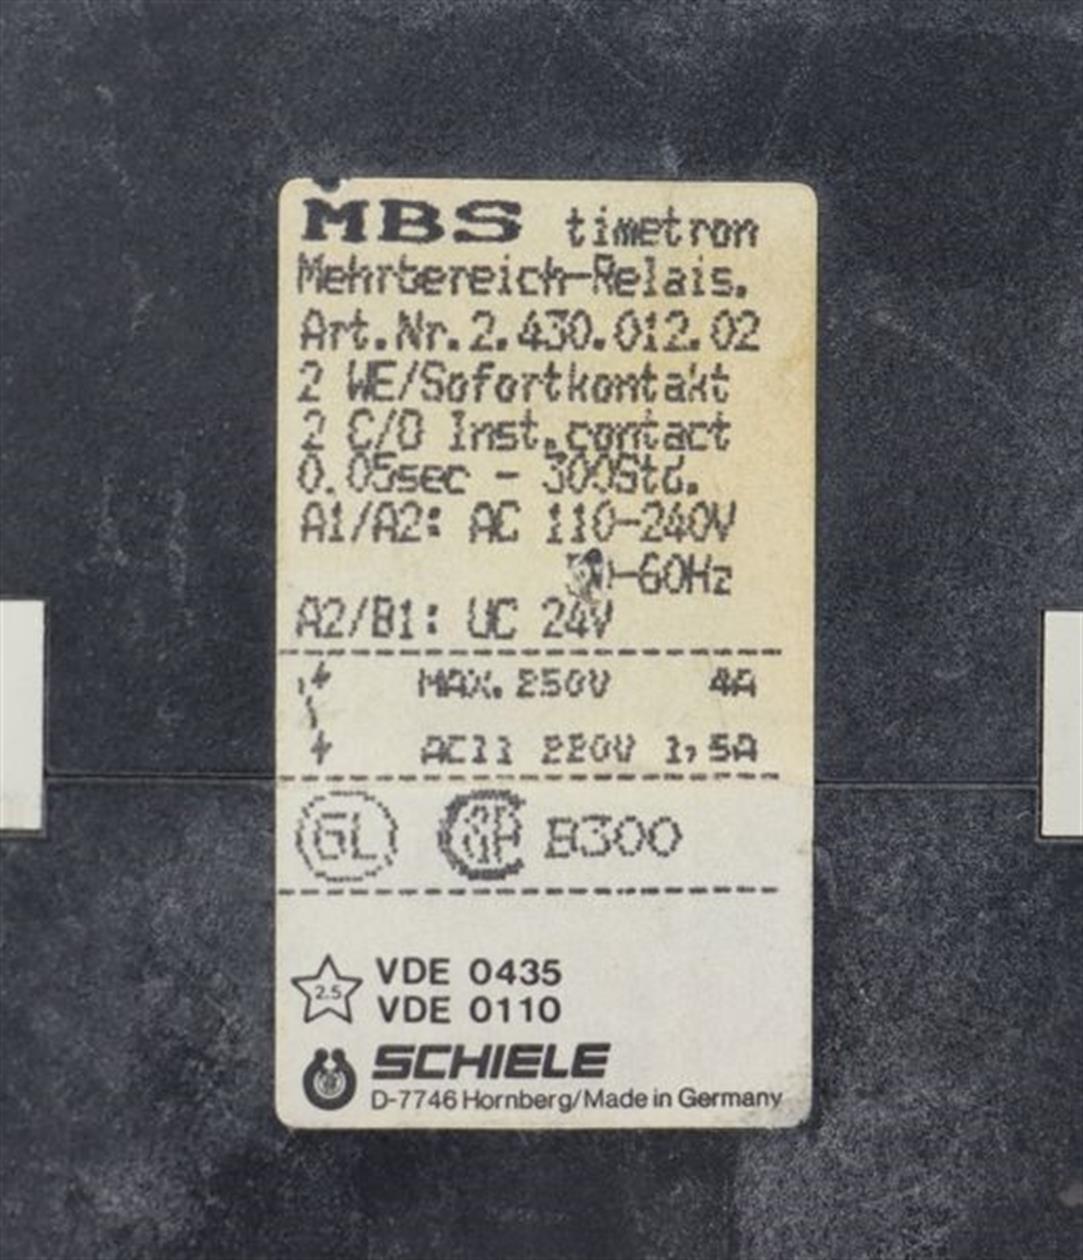 MBS timetron
Mehrbereich-Relais.
Art.Nr.2.430.012.02
2 WE/Sofortkontakt
2 C/O Inst.contact
0.05sec - 300Std.
A1/A2: AC 110-240V
-60Hz
A2/B1: UC 24V
MAX. 250V 4A
AC11 220V 1,5A
GL B300
2.5
VDE 0435
VDE 0110
SCHIELE
D-7746 Hornberg/Made in Germany